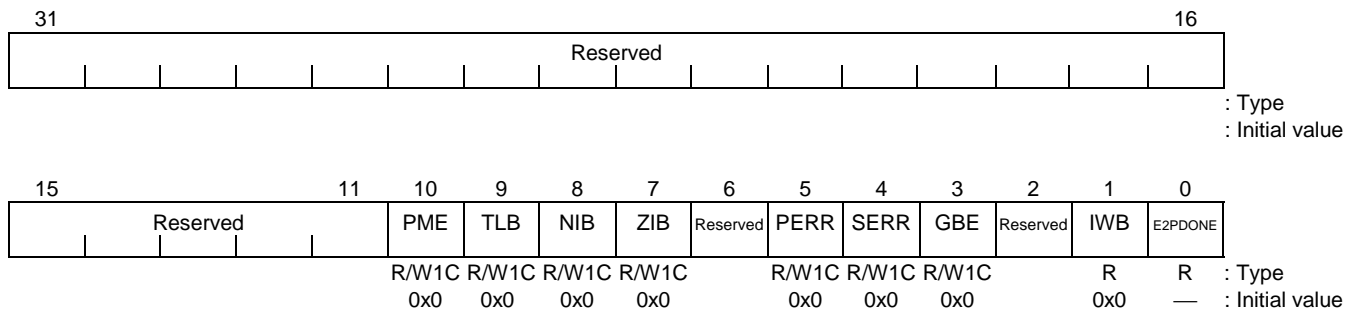 31 16
Reserved
: Type
: Initial value
15 11 10 9 8 7 6 5 4 3 2 1 0
Reserved PME TLB NIB ZIB Reserved PERR SERR GBE Reserved IWB E2PDONE
R/W1C R/W1C R/W1C R/W1C R/W1C R/W1C R/W1C R R : Type
0x0 0x0 0x0 0x0 0x0 0x0 0x0 0x0 — : Initial value